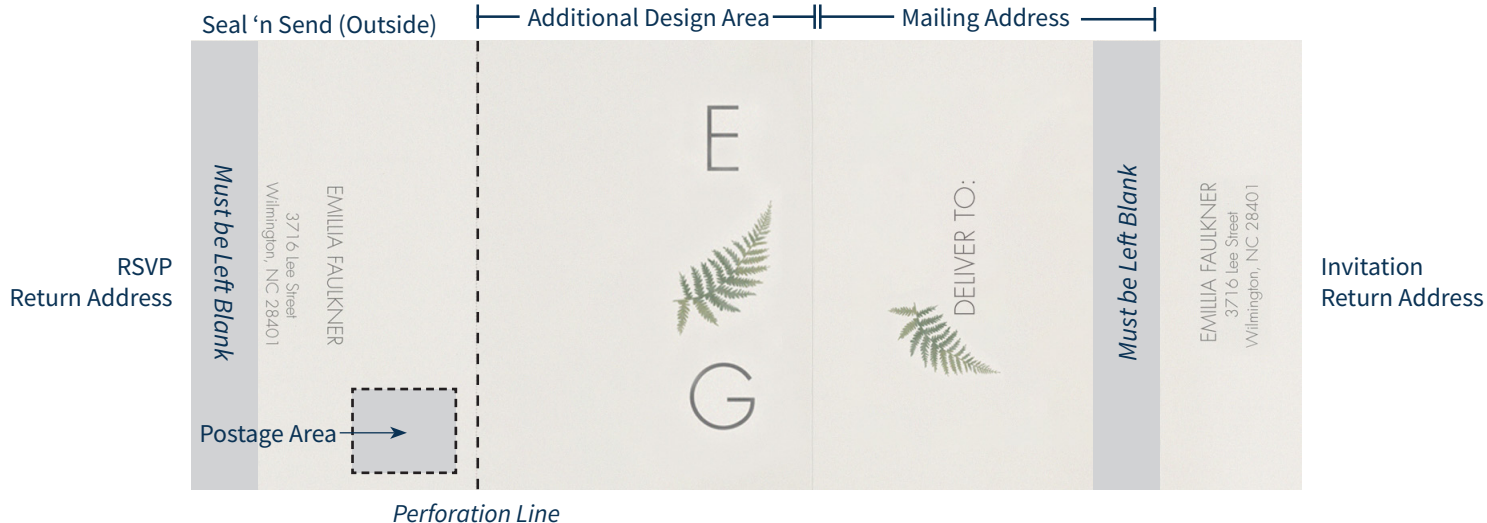 Seal ‘n Send (Outside)
Additional Design Area
Mailing Address
RSVP
Return Address
Must be Left Blank
EMILLIA FAULKNER
3716 Lee Street
Wilmington, NC 28401
Postage Area
Perforation Line
E
G
DELIVER TO:
Must be Left Blank
EMILLIA FAULKNER
3716 Lee Street
Wilmington, NC 28401
Invitation
Return Address